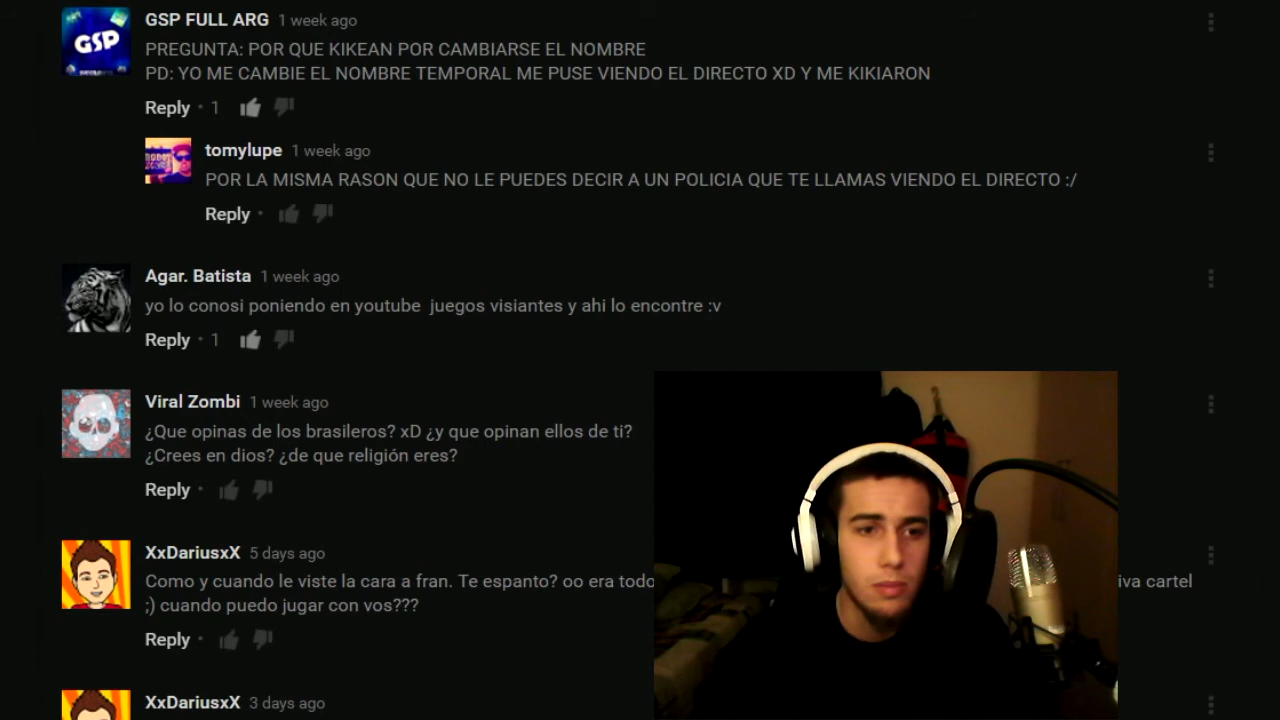 GSP FULL ARG 1 week ago
PREGUNTA: POR QUE KIKEAN POR CAMBIARSE EL NOMBRE
PD: YO ME CAMBIE EL NOMBRE TEMPORAL ME PUSE VIENDO EL DIRECTO XD Y ME KIKIARON
Reply · 1
GSP
tomylupe 1 week ago
POR LA MISMA RASON QUE NO LE PUEDES DECIR A UN POLICIA QUE TE LLAMAS VIENDO EL DIRECTO :/
Reply ·
Agar. Batista 1 week ago
yo lo conosi poniendo en youtube juegos visiantes y ahi lo encontre :v
Reply · 1
Viral Zombi 1 week ago
¿Que opinas de los brasileros? xD ¿y que opinan ellos de ti?
¿Crees en dios? ¿de que religión eres?
Reply ·
XxDariusxX 5 days ago
Como y cuando le viste la cara a fran. Te espanto? oo era todo iva cartel
;) cuando puedo jugar con vos???
Reply ·
XxDariusxX 3 days ago